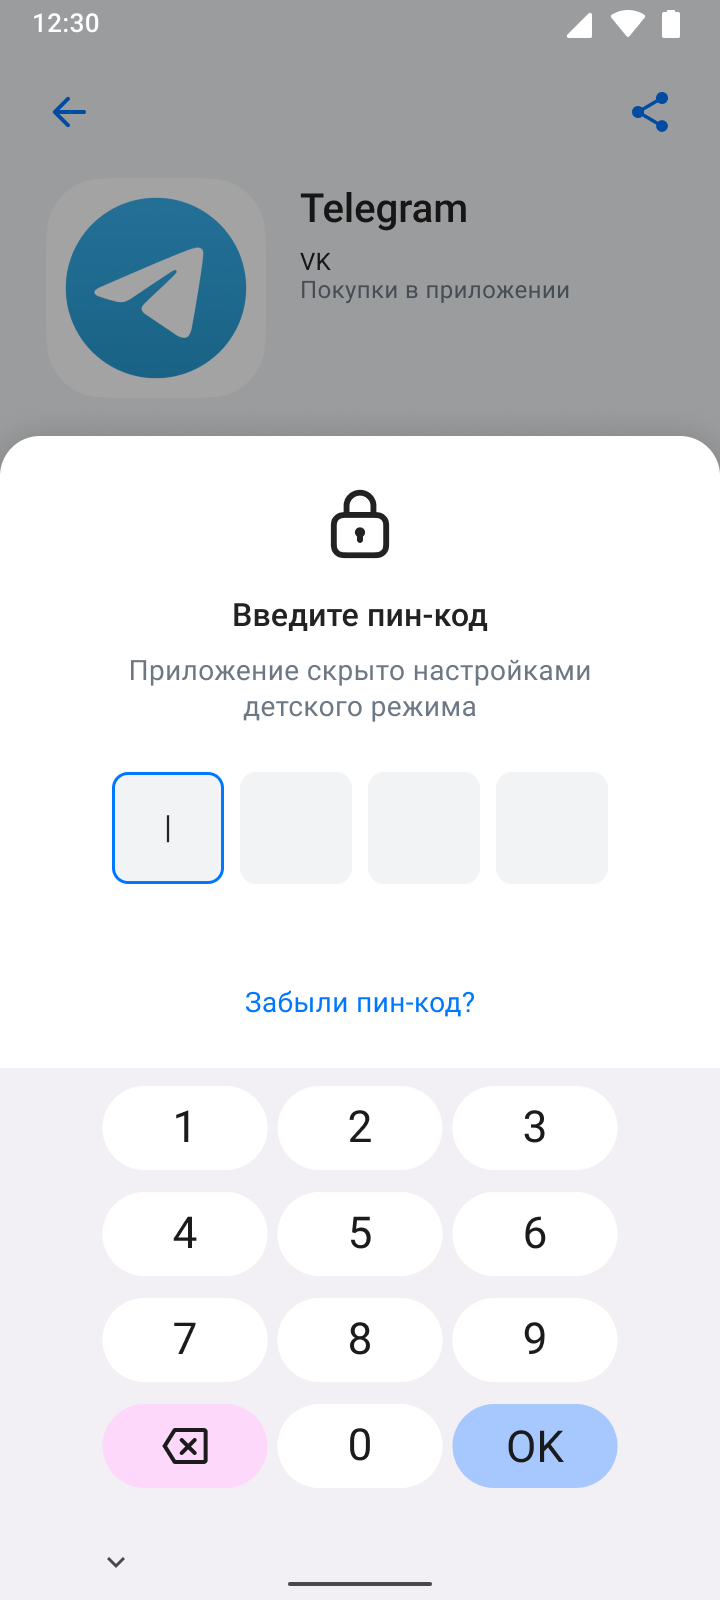 12:30
Telegram
VK
Покупки в приложении
Введите пин-код
Приложение скрыто настройками
детского режима
Забыли пин-код?
1 2 3
4 5 6
7 8 9
0 OK